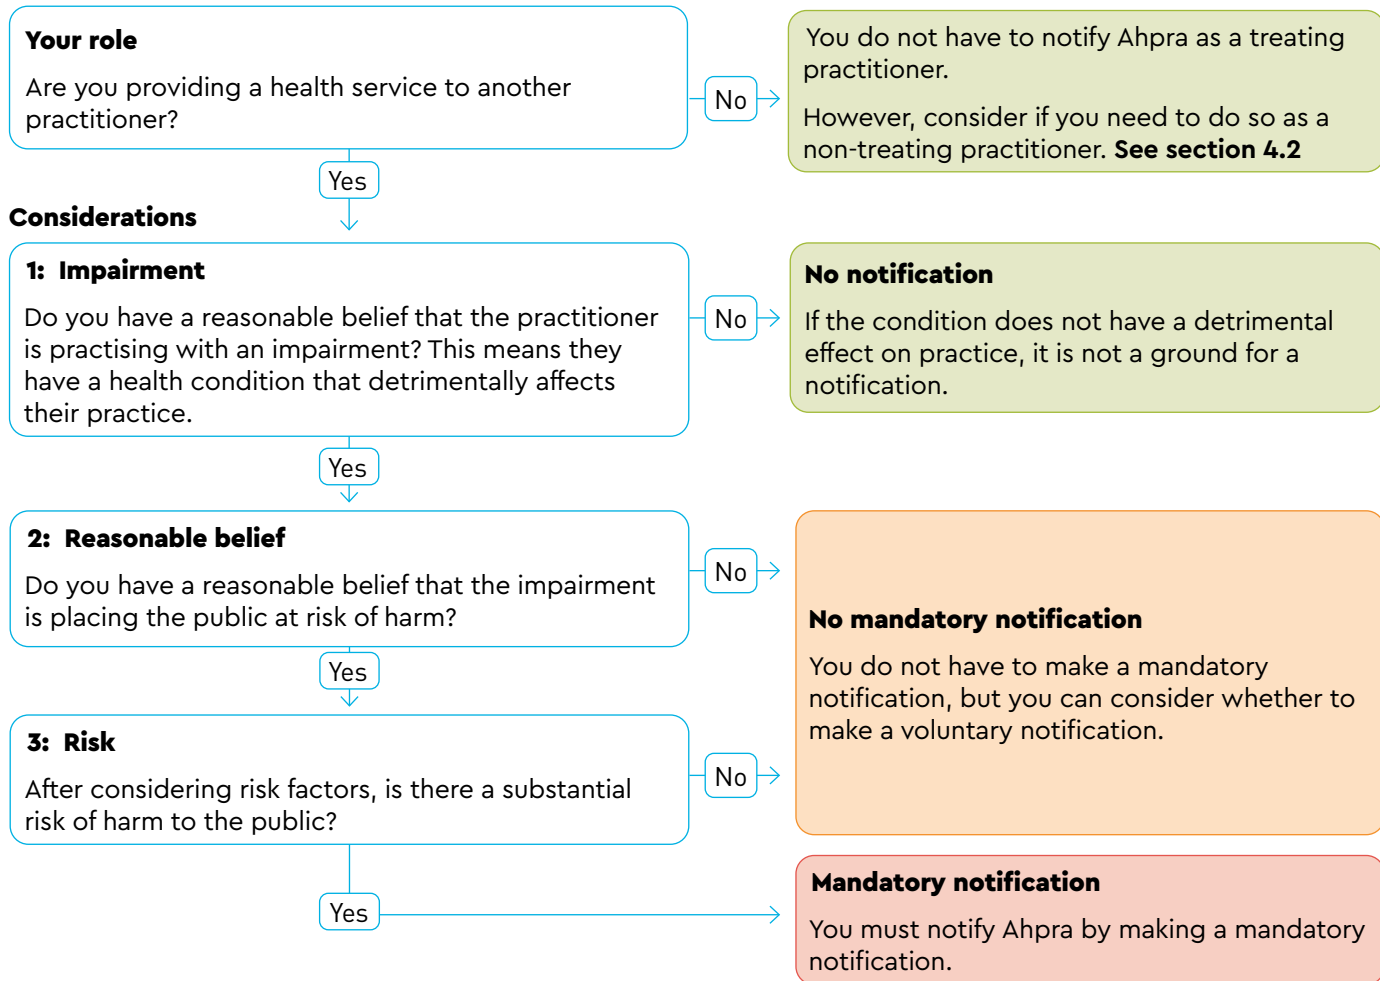 Your role
Are you providing a health service to another
practitioner?
No
You do not have to notify Ahpra as a treating
practitioner.
However, consider if you need to do so as a
non-treating practitioner. See section 4.2
Yes
Considerations
1: Impairment
Do you have a reasonable belief that the practitioner
is practising with an impairment? This means they
have a health condition that detrimentally affects
their practice.
No
No notification
If the condition does not have a detrimental
effect on practice, it is not a ground for a
notification.
Yes
2: Reasonable belief
Do you have a reasonable belief that the impairment
is placing the public at risk of harm?
No
Yes
3: Risk
After considering risk factors, is there a substantial
risk of harm to the public?
No
No mandatory notification
You do not have to make a mandatory
notification, but you can consider whether to
make a voluntary notification.
Yes
Mandatory notification
You must notify Ahpra by making a mandatory
notification.